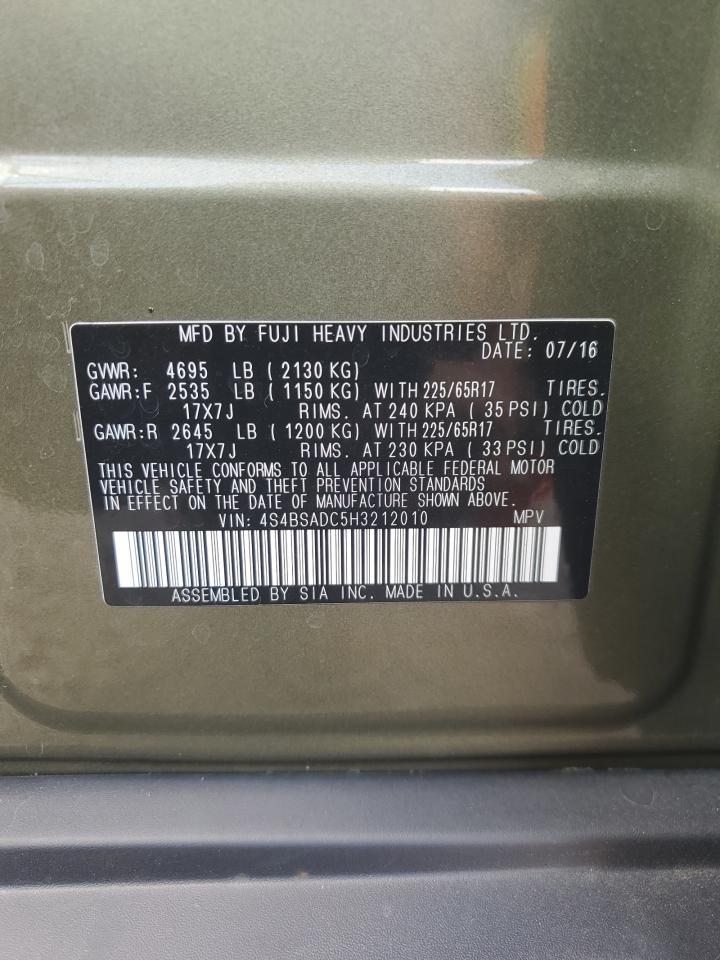 MFD BY FUJI HEAVY INDUSTRIES LTD.
DATE: 07/16
GVWR: 4695 LB ( 2130 KG)
GAWR:F 2535 LB ( 1150 KG) WITH 225/65R17 TIRES.
17X7J RIMS. AT 240 KPA ( 35 PSI) COLD
GAWR:R 2645 LB ( 1200 KG) WITH 225/65R17 TIRES.
17X7J RIMS. AT 230 KPA ( 33 PSI) COLD
THIS VEHICLE CONFORMS TO ALL APPLICABLE FEDERAL MOTOR
VEHICLE SAFETY AND THEFT PREVENTION STANDARDS
IN EFFECT ON THE DATE OF MANUFACTURE SHOWN ABOVE.
VIN: 4S4BSADC5H3212010 MPV
ASSEMBLED BY SIA INC. MADE IN U.S.A.